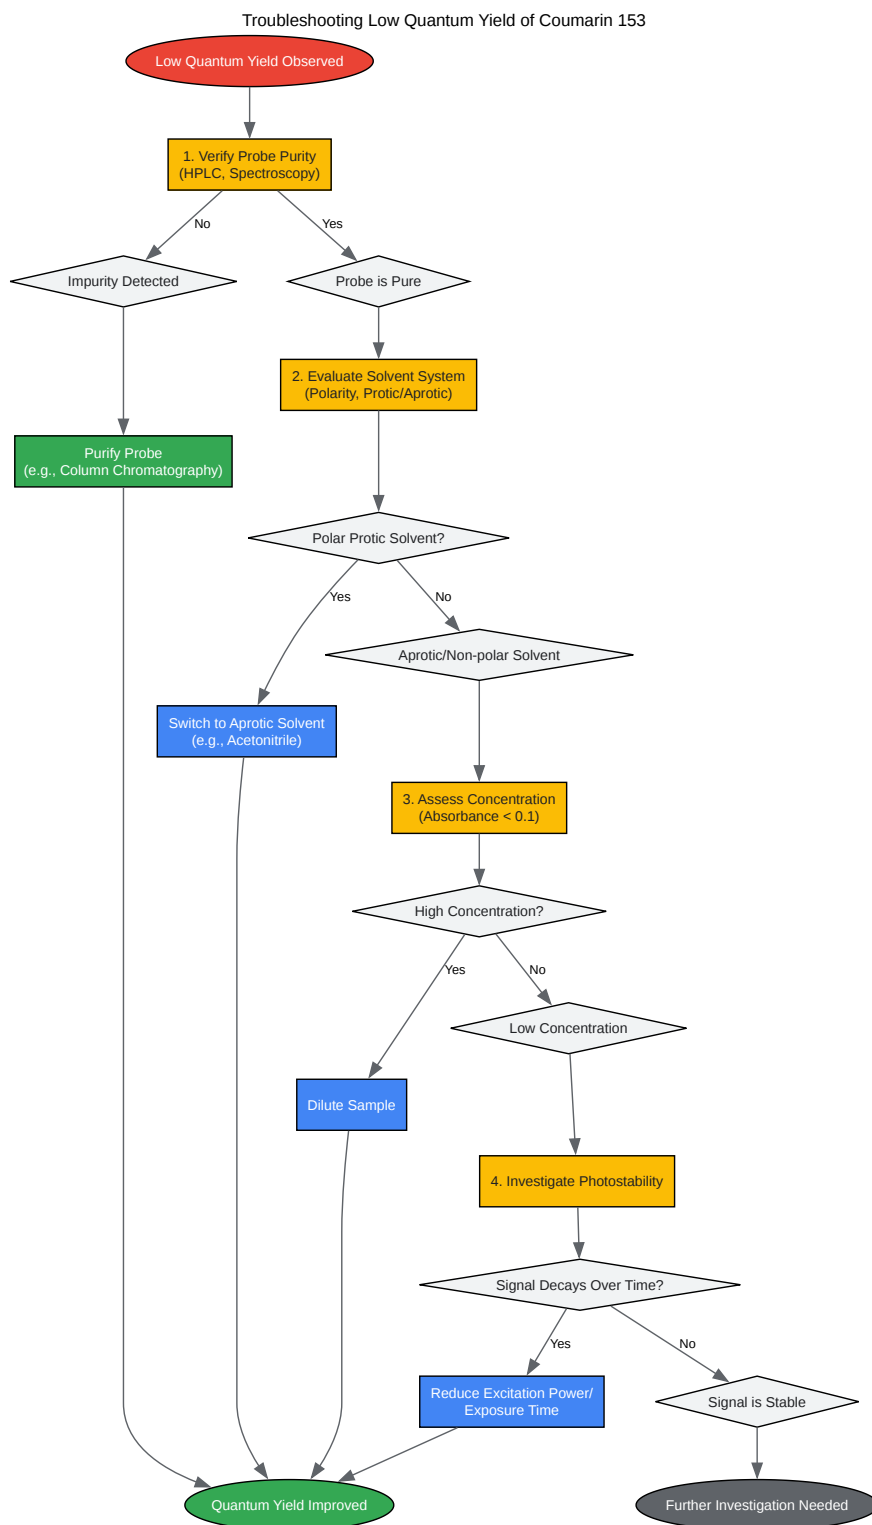 Troubleshooting Low Quantum Yield of Coumarin 153
Low Quantum Yield Observed
1. Verify Probe Purity
(HPLC, Spectroscopy)
No
Yes
Impurity Detected
Probe is Pure
2. Evaluate Solvent System
(Polarity, Protic/Aprotic)
Purify Probe
(e.g., Column Chromatography)
Polar Protic Solvent?
Yes
No
Aprotic/Non-polar Solvent
Switch to Aprotic Solvent
(e.g., Acetonitrile)
3. Assess Concentration
(Absorbance < 0.1)
High Concentration?
Yes
No
Low Concentration
Dilute Sample
4. Investigate Photostability
Signal Decays Over Time?
Yes
No
Reduce Excitation Power/
Exposure Time
Signal is Stable
Quantum Yield Improved
Further Investigation Needed